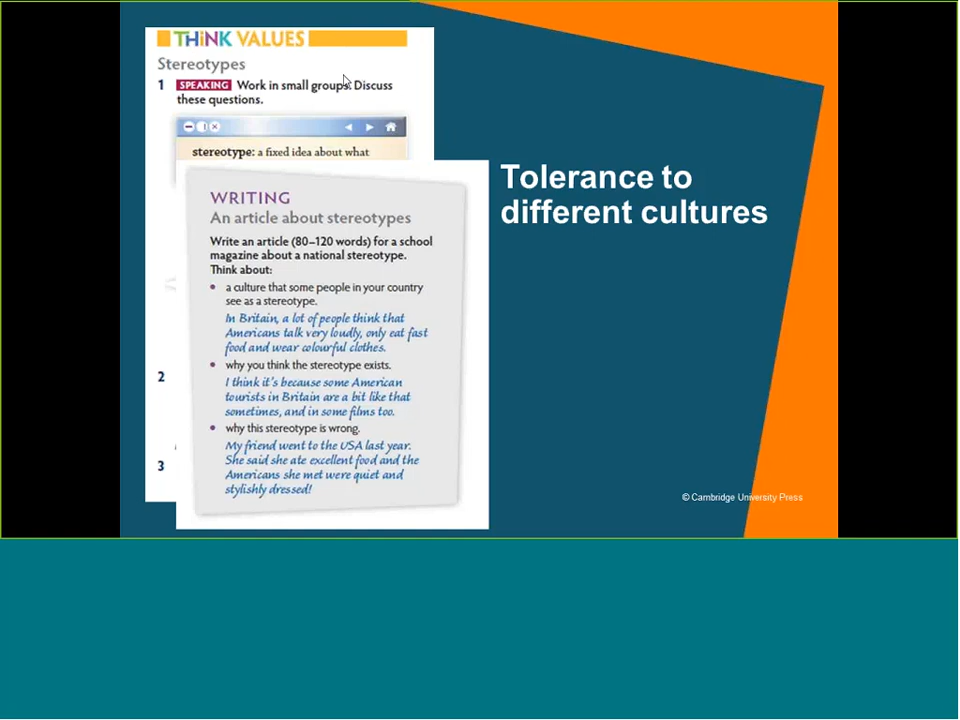 THiNK VALUES
Stereotypes
1 SPEAKING Work in small groups. Discuss
these questions.
stereotype: a fixed idea about what
WRITING
An article about stereotypes
Write an article (80–120 words) for a school
magazine about a national stereotype.
Think about:
• a culture that some people in your country
see as a stereotype.
In Britain, a lot of people think that
Americans talk very loudly, only eat fast
food and wear colourful clothes.
• why you think the stereotype exists.
I think it's because some American
tourists in Britain are a bit like that
sometimes, and in some films too.
• why this stereotype is wrong.
My friend went to the USA last year.
She said she ate excellent food and the
Americans she met were quiet and
stylishly dressed!
2
3
Tolerance to
different cultures
© Cambridge University Press